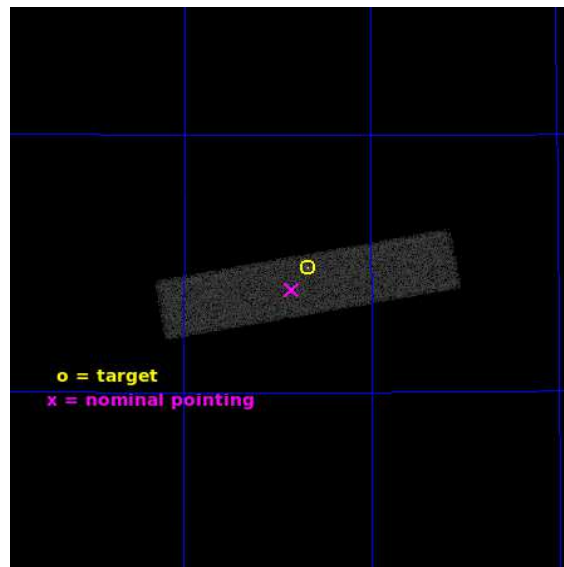 o = target
x = nominal pointing